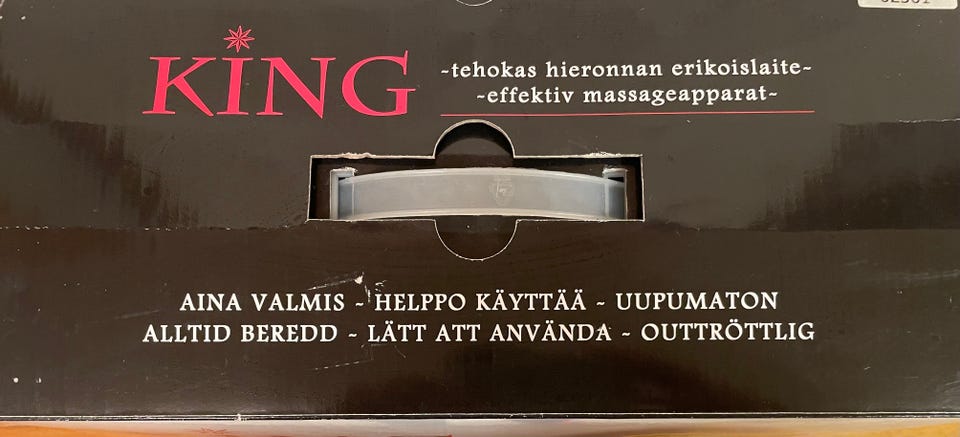 KING
~tehokas hieronnan erikoislaite~
~effektiv massageapparat~
AINA VALMIS ~ HELPPO KÄYTTÄÄ ~ UUPUMATON
ALLTID BEREDD ~ LÄTT ATT ANVÄNDA ~ OUTTRÖTTLIG